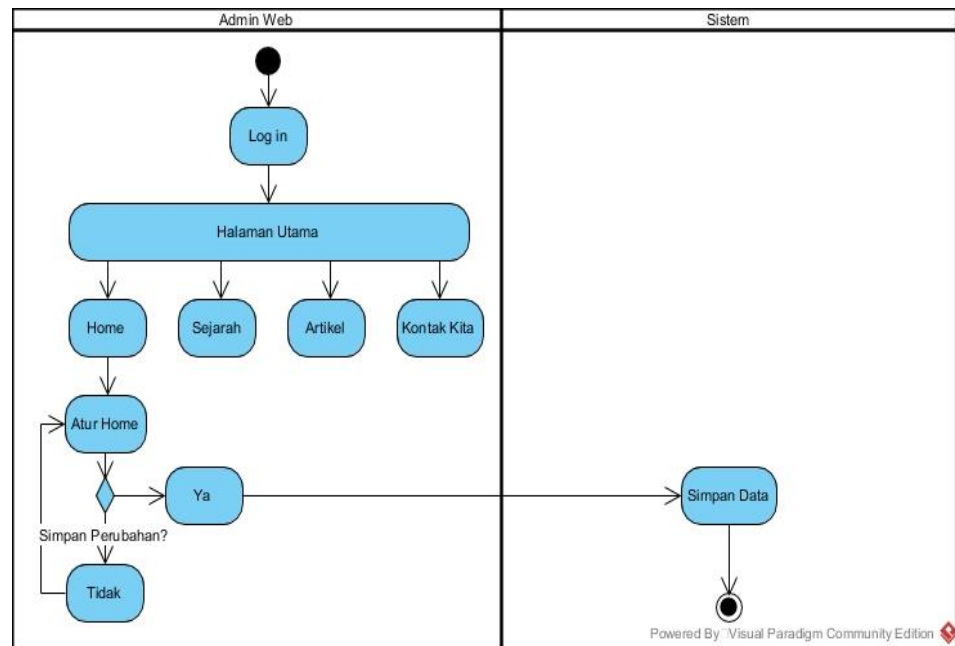 Admin Web
Sistem
Log in
Halaman Utama
Home
Sejarah
Artikel
Kontak Kita
Atur Home
Ya
Simpan Data
Simpan Perubahan?
Tidak
Powered By Visual Paradigm Community Edition